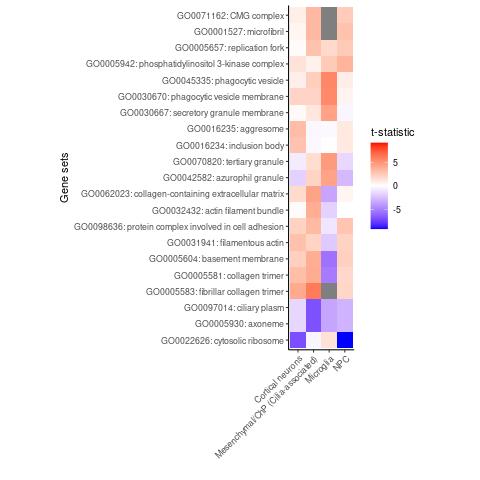 GO0071162: CMG complex
GO0001527: microfibril
GO0005657: replication fork
GO0005942: phosphatidylinositol 3-kinase complex
GO0045335: phagocytic vesicle
GO0030670: phagocytic vesicle membrane
GO0030667: secretory granule membrane
GO0016235: aggresome
GO0016234: inclusion body
GO0070820: tertiary granule
GO0042582: azurophil granule
GO0062023: collagen-containing extracellular matrix
GO0032432: actin filament bundle
GO0098636: protein complex involved in cell adhesion
GO0031941: filamentous actin
GO0005604: basement membrane
GO0005581: collagen trimer
GO0005583: fibrillar collagen trimer
GO0097014: ciliary plasm
GO0005930: axoneme
GO0022626: cytosolic ribosome
Gene sets
Cortical neurons
Mesenchymal/ChP (Cilia-associated)
Microglia
NPC
t-statistic
5
0
-5